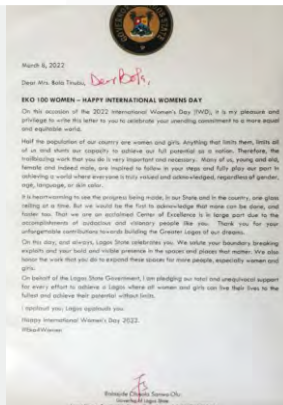 March 6, 2022
Dear Mrs. Bola Tinubu, Dear Bola,
EKO 100 WOMEN – HAPPY INTERNATIONAL WOMENS DAY
On this occasion of the 2022 International Women's Day (IWD), it is my pleasure and
privilege to write this letter to you to celebrate your unending commitment to a more equal
and equitable world.
Half the population of our country are women and girls. Anything that limits them, limits all
of us and stunts our capacity to achieve our full potential as a nation. Therefore, the
trailblazing work that you do is very important and necessary. Many of us, young and old,
female and indeed male, are inspired to follow in your steps and fully play our part in
achieving a world where everyone is truly valued and acknowledged, regardless of gender,
age, language, or skin color.
It is heartwarming to see the progress being made, in our State and in the country, one glass
ceiling at a time. But we would be the first to acknowledge that more can be done, and
faster too. That we are an acclaimed Center of Excellence is in large part due to the
accomplishments of audacious and visionary people like you. Thank you for your
unforgettable contributions towards building the Greater Lagos of our dreams.
On this day, and always, Lagos State celebrates you. We salute your boundary breaking
exploits and your bold and visible presence in the spaces and places that matter. We also
honor the work that you do to expand these spaces for more people, especially women and
girls.
On behalf of the Lagos State Government, I am pledging our total and unequivocal support
for every effort to achieve a Lagos where all women and girls can live their lives to the
fullest and achieve their potential without limits.
I applaud you; Lagos applauds you.
Happy International Women's Day 2022.
#Eko4Women
Babajide Olusola Sanwo-Olu
Governor of Lagos State